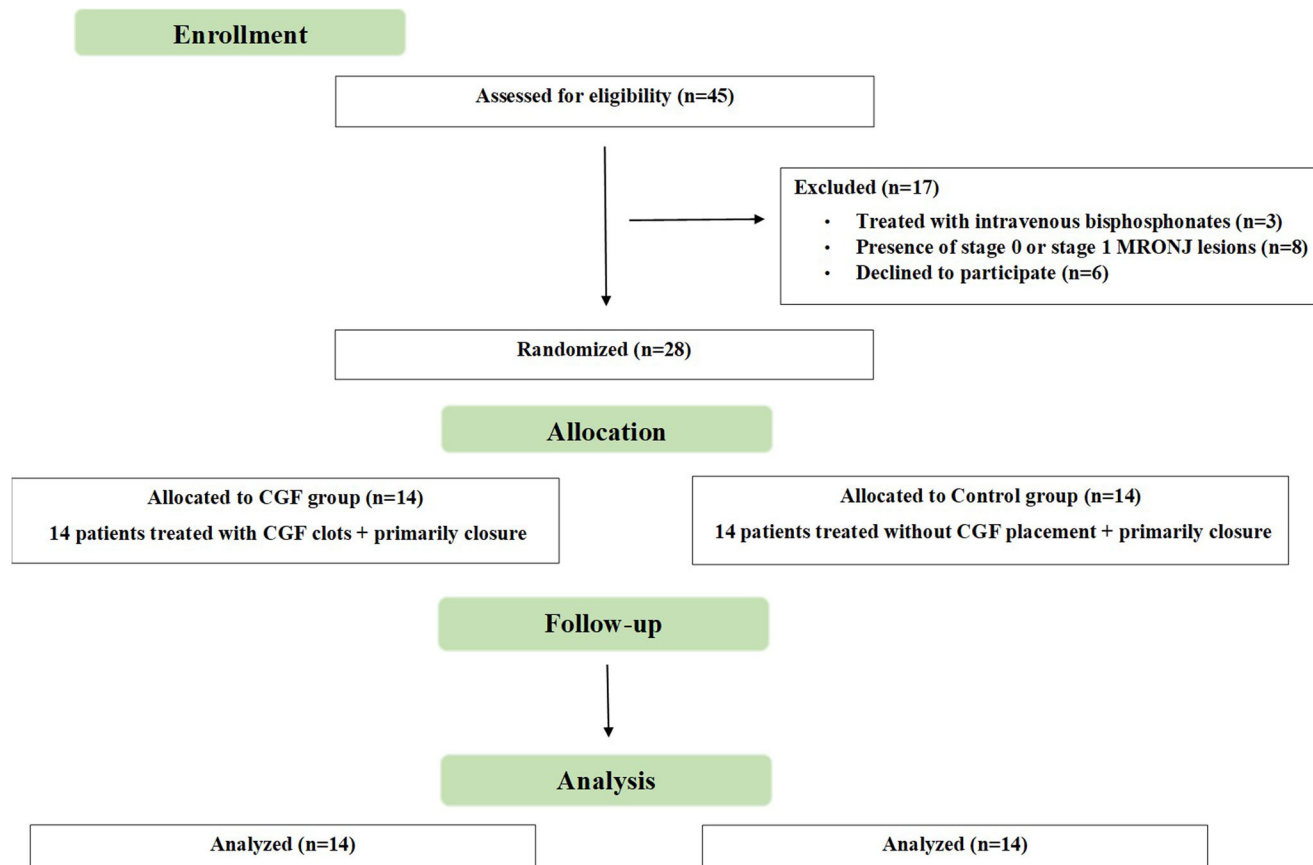 Enrollment
Assessed for eligibility (n=45)
Excluded (n=17)
• Treated with intravenous bisphosphonates (n=3)
• Presence of stage 0 or stage 1 MRONJ lesions (n=8)
• Declined to participate (n=6)
Randomized (n=28)
Allocation
Allocated to CGF group (n=14)
14 patients treated with CGF clots + primarily closure
Allocated to Control group (n=14)
14 patients treated without CGF placement + primarily closure
Follow-up
Analysis
Analyzed (n=14)
Analyzed (n=14)